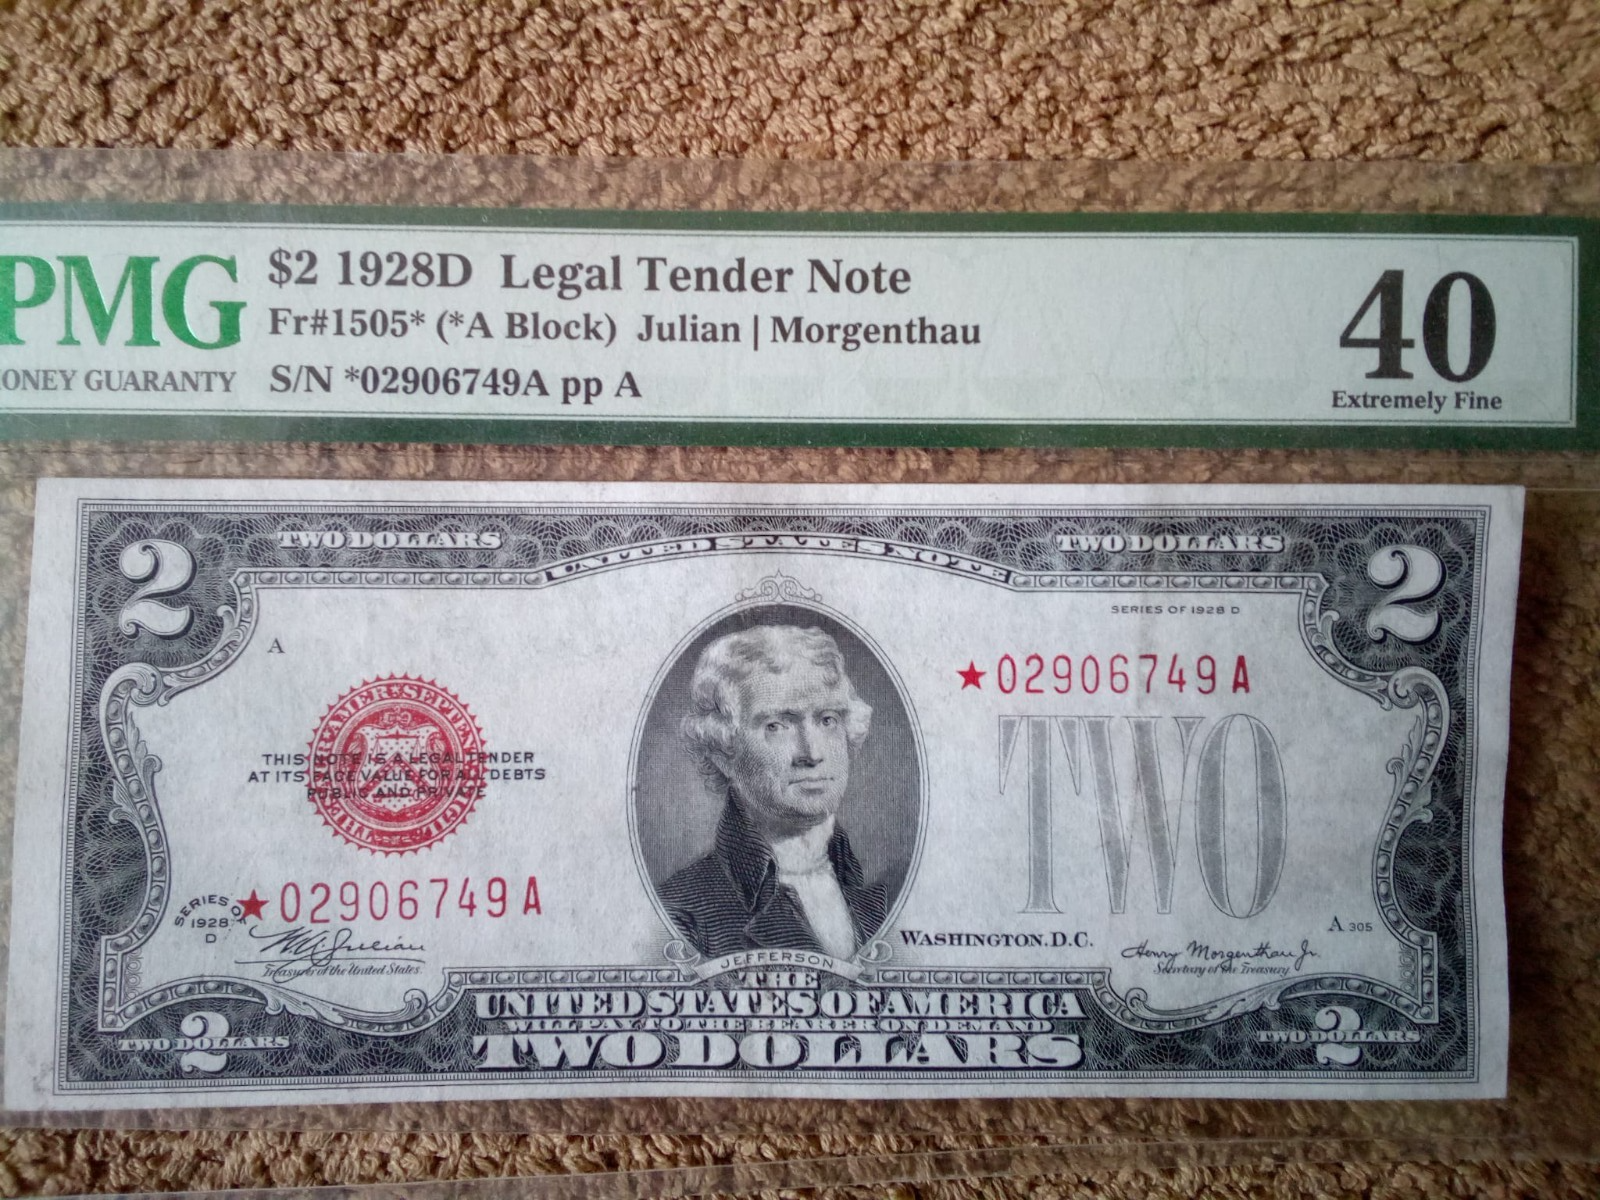 PMG
$2 1928D Legal Tender Note
Fr#1505* (*A Block) Julian | Morgenthau
ONEY GUARANTY
S/N *02906749A pp A
40
Extremely Fine
2
TWO DOLLARS
UNITED STATES NOTE
TWO DOLLARS
2
SERIES OF 1928 D
A
★02906749A
THIS NOTE IS A LEGAL TENDER
AT ITS FACE VALUE FOR ALL DEBTS
PUBLIC AND PRIVATE
TWO
★02906749A
SERIES OF
1928
D
W.A. Julian
Treasurer of the United States.
WASHINGTON, D.C.
A 305
Henry Morgenthau Jr.
Secretary of the Treasury
JEFFERSON
THE
UNITED STATES OF AMERICA
WILL PAY TO THE BEARER ON DEMAND
TWO DOLLARS
2
TWO DOLLARS
2
TWO DOLLARS